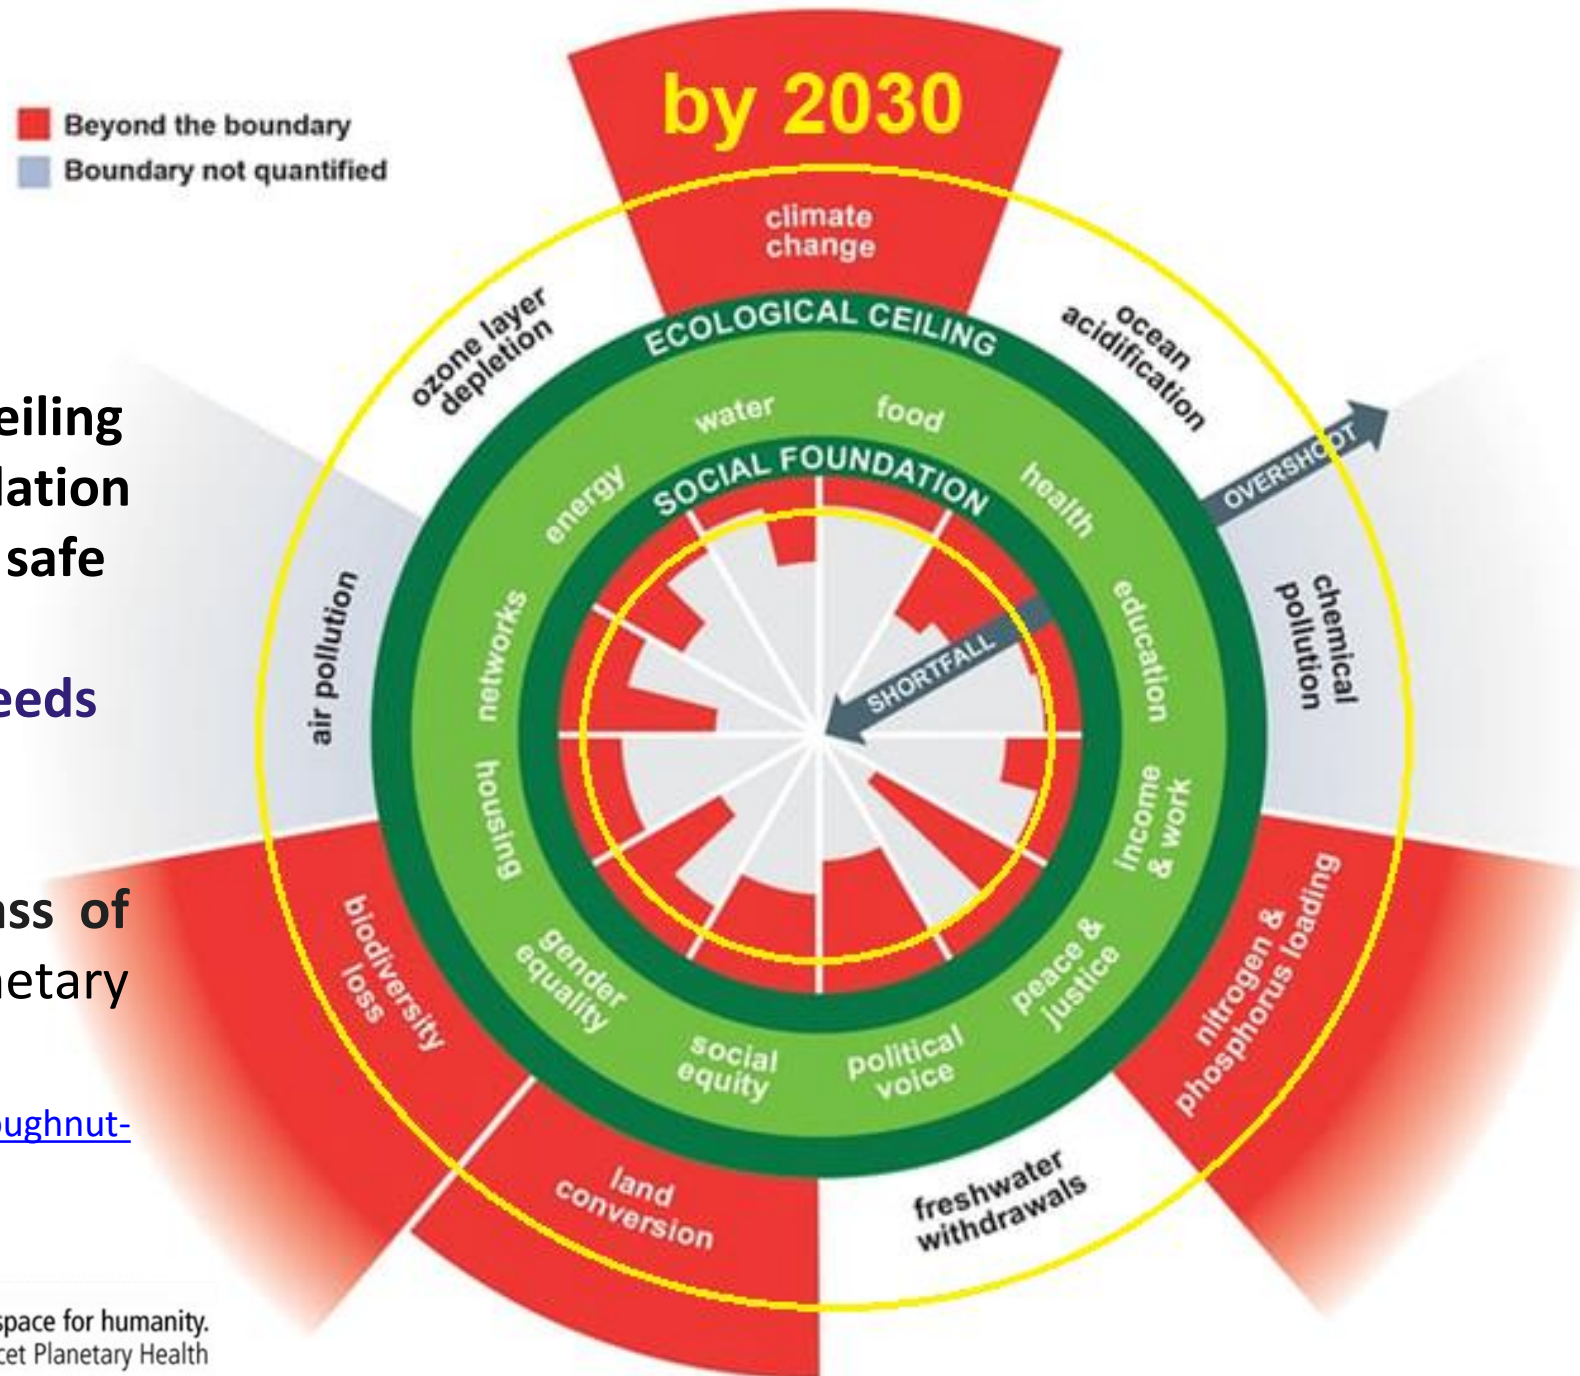 by 2030
Beyond the boundary
Boundary not quantified
climate
change
ozone layer
depletion
ocean
acidification
ECOLOGICAL CEILING
water
food
energy
health
SOCIAL FOUNDATION
OVERSHOOT
eiling
lation
safe
eeds
air pollution
networks
education
chemical
pollution
SHORTFALL
housing
income
& work
ass of
netary
biodiversity
loss
gender
equality
social
equity
political
voice
peace &
justice
nitrogen &
phosphorus loading
oughnut-
land
conversion
freshwater
withdrawals
space for humanity.
cet Planetary Health